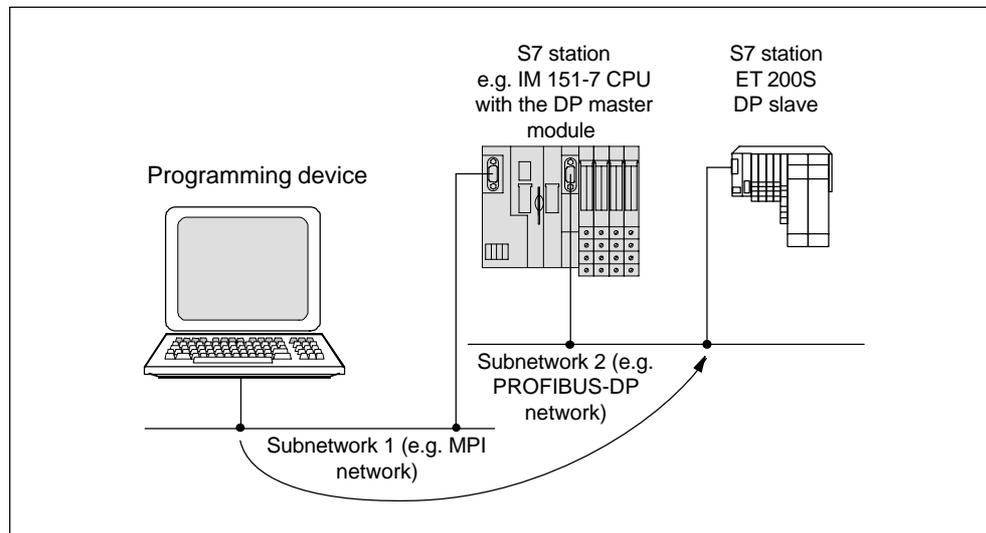 S7 station
e.g. IM 151-7 CPU
with the DP master
module
S7 station
ET 200S
DP slave
Programming device
Subnetwork 2 (e.g.
PROFIBUS-DP
network)
Subnetwork 1 (e.g. MPI
network)